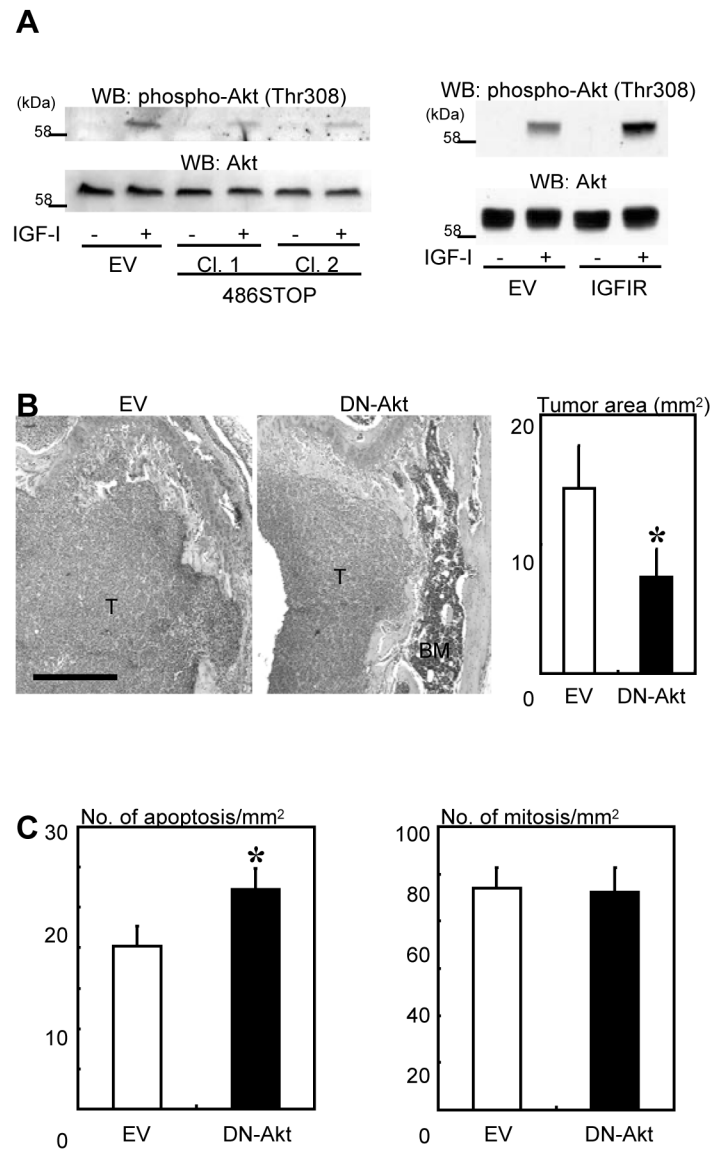 A
WB: phospho-Akt (Thr308)
(kDa)
58
WB: Akt
58
IGF-I - + - + - +
EV Cl. 1 Cl. 2
486STOP
WB: phospho-Akt (Thr308)
(kDa)
58
WB: Akt
58
IGF-I - + - +
EV IGFIR
B
EV
T
DN-Akt
T
BM
Tumor area (mm2)
20
*
10
0
EV DN-Akt
C
No. of apoptosis/mm2
30
*
20
10
0
EV DN-Akt
No. of mitosis/mm2
100
80
60
40
20
0
EV DN-Akt